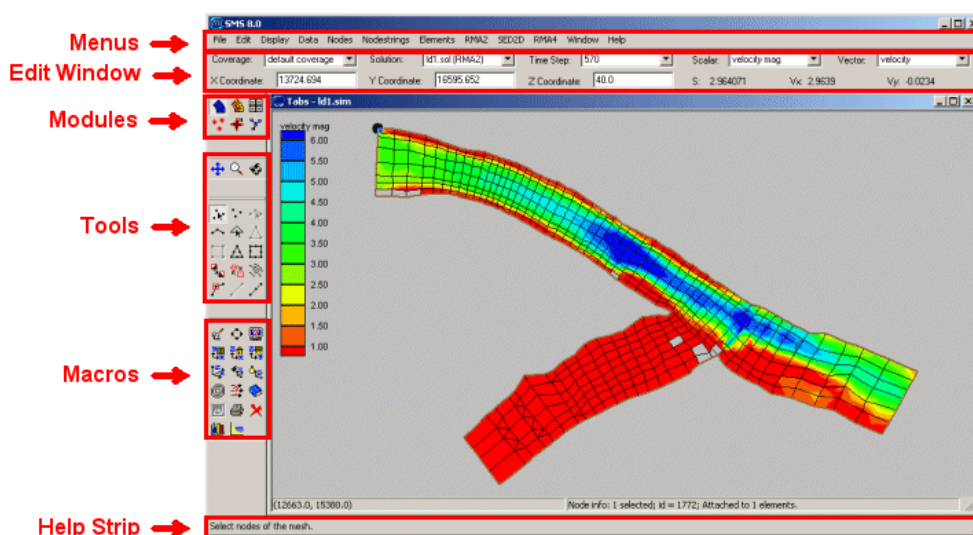 SMS 8.0
Menus
File Edit Display Data Nodes Nodestrings Elements RMA2 SED2D RMA4 Window Help
Edit Window
Coverage: default coverage Solution: ld1.sol (RMA2) Time Step: 570 Scalar: velocity mag Vector: velocity
X Coordinate: 13724.694 Y Coordinate: 16595.652 Z Coordinate: 40.0 S: 2.964071 Vx: 2.9639 Vy: -0.0234
Modules
Tabs - ld1.sim
velocity mag
6.00
5.50
5.00
4.50
4.00
3.50
3.00
2.50
2.00
1.50
1.00
Tools
Macros
(12663.0, 15380.0) Node info: 1 selected; id = 1772; Attached to 1 elements.
Help Strip
Select nodes of the mesh.